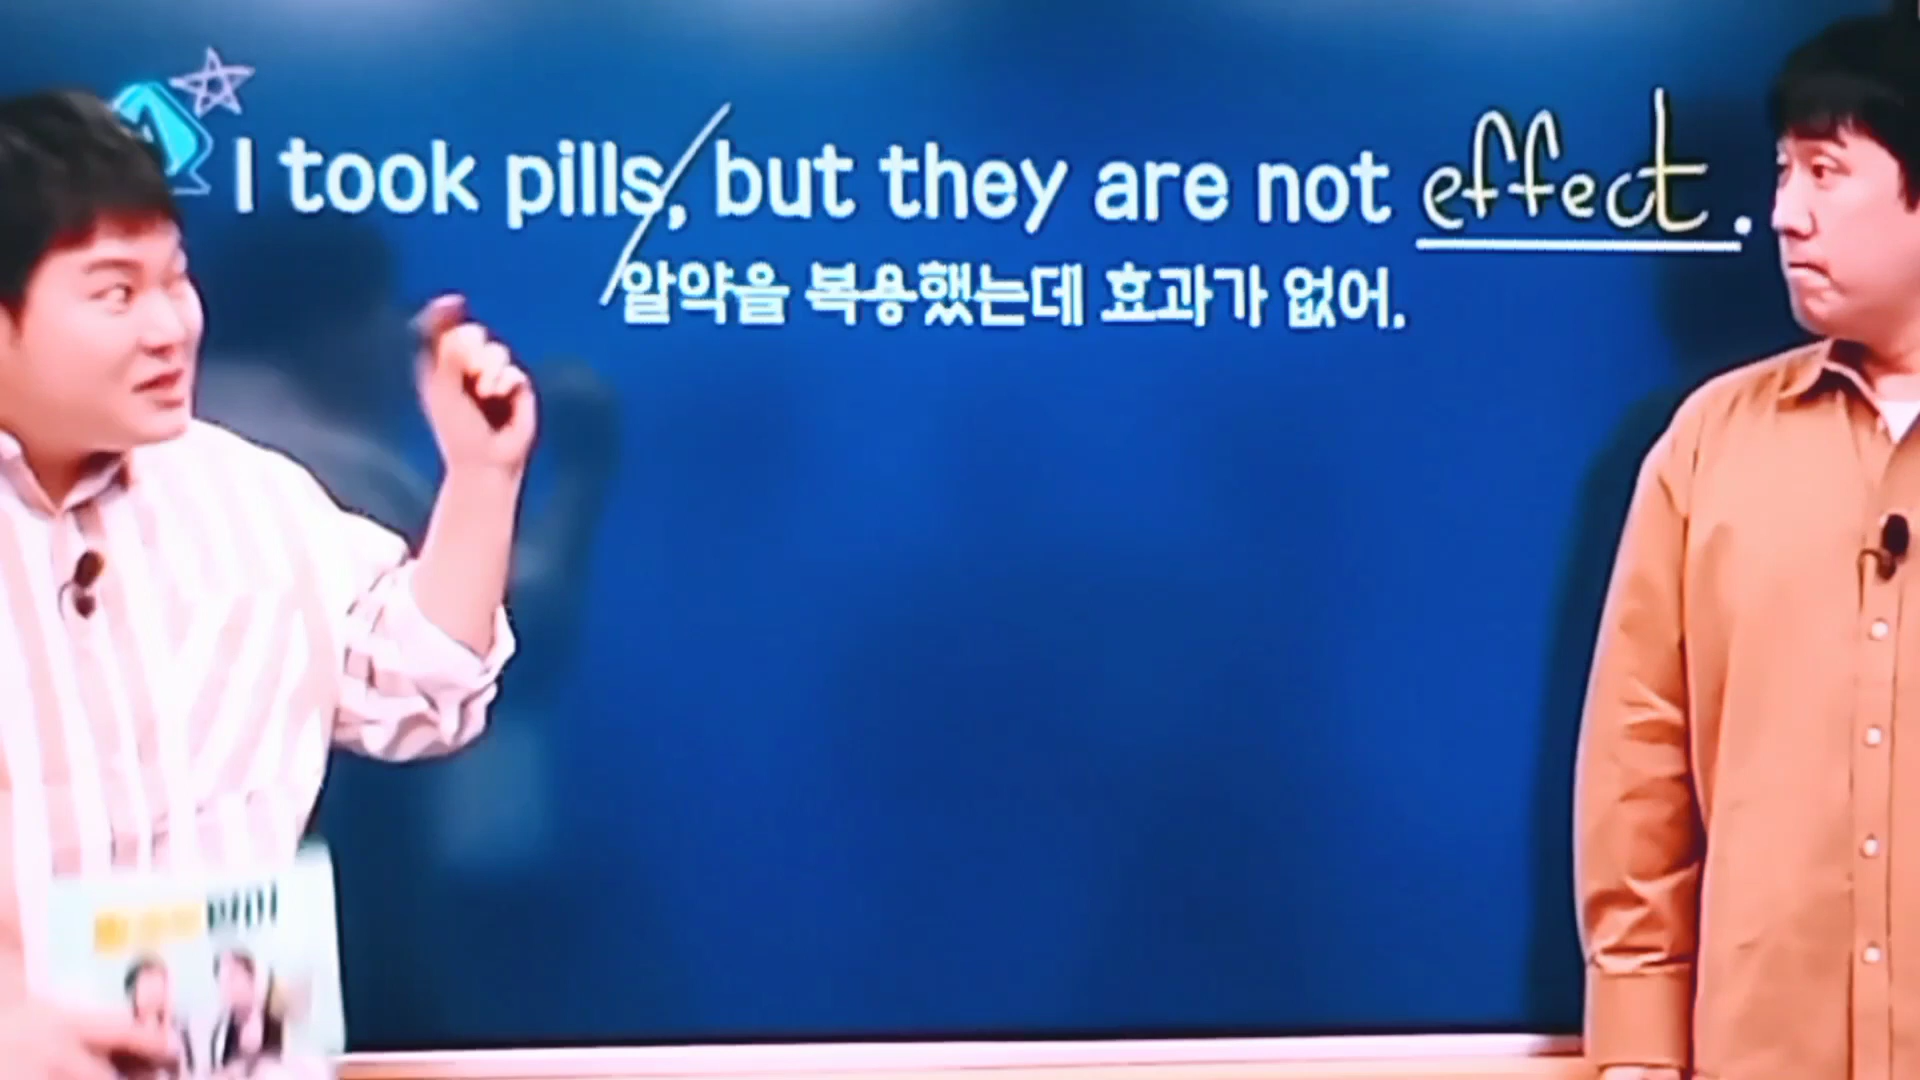 I took pills, but they are not effect.
알약을 복용했는데 효과가 없어.